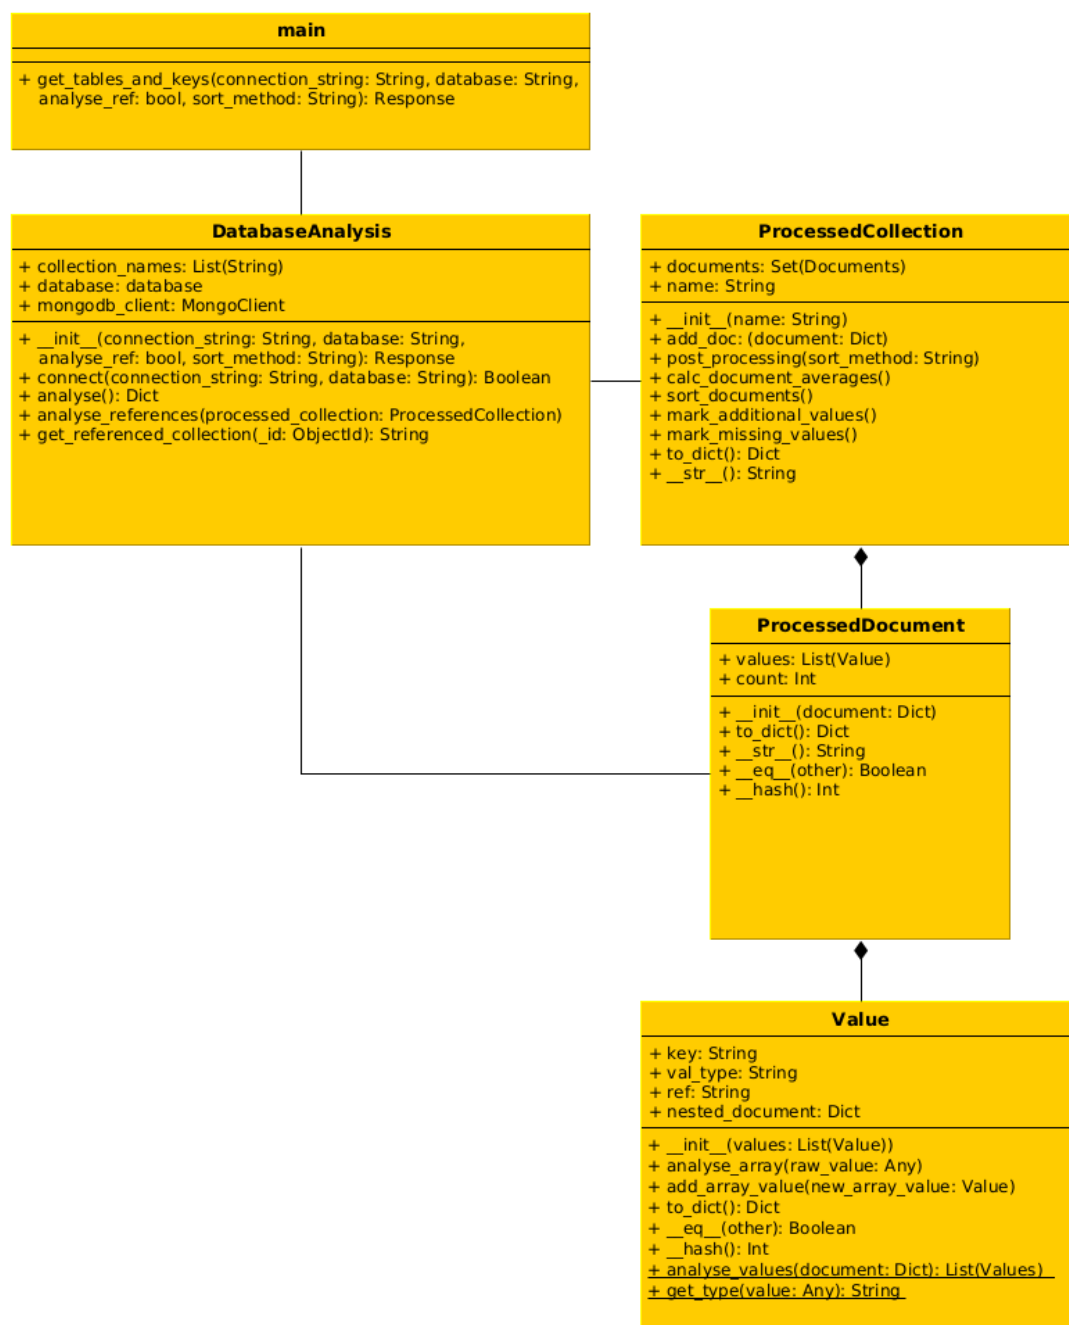 main
+ get_tables_and_keys(connection_string: String, database: String,
analyse_ref: bool, sort_method: String): Response
DatabaseAnalysis
+ collection_names: List(String)
+ database: database
+ mongodb_client: MongoClient
+ __init__(connection_string: String, database: String,
analyse_ref: bool, sort_method: String): Response
+ connect(connection_string: String, database: String): Boolean
+ analyse(): Dict
+ analyse_references(processed_collection: ProcessedCollection)
+ get_referenced_collection(_id: ObjectId): String
ProcessedCollection
+ documents: Set(Documents)
+ name: String
+ __init__(name: String)
+ add_doc: (document: Dict)
+ post_processing(sort_method: String)
+ calc_document_averages()
+ sort_documents()
+ mark_additional_values()
+ mark_missing_values()
+ to_dict(): Dict
+ __str__(): String
ProcessedDocument
+ values: List(Value)
+ count: Int
+ __init__(document: Dict)
+ to_dict(): Dict
+ __str__(): String
+ __eq__(other): Boolean
+ __hash(): Int
Value
+ key: String
+ val_type: String
+ ref: String
+ nested_document: Dict
+ __init__(values: List(Value))
+ analyse_array(raw_value: Any)
+ add_array_value(new_array_value: Value)
+ to_dict(): Dict
+ __eq__(other): Boolean
+ __hash(): Int
+ analyse_values(document: Dict): List(Values)
+ get_type(value: Any): String